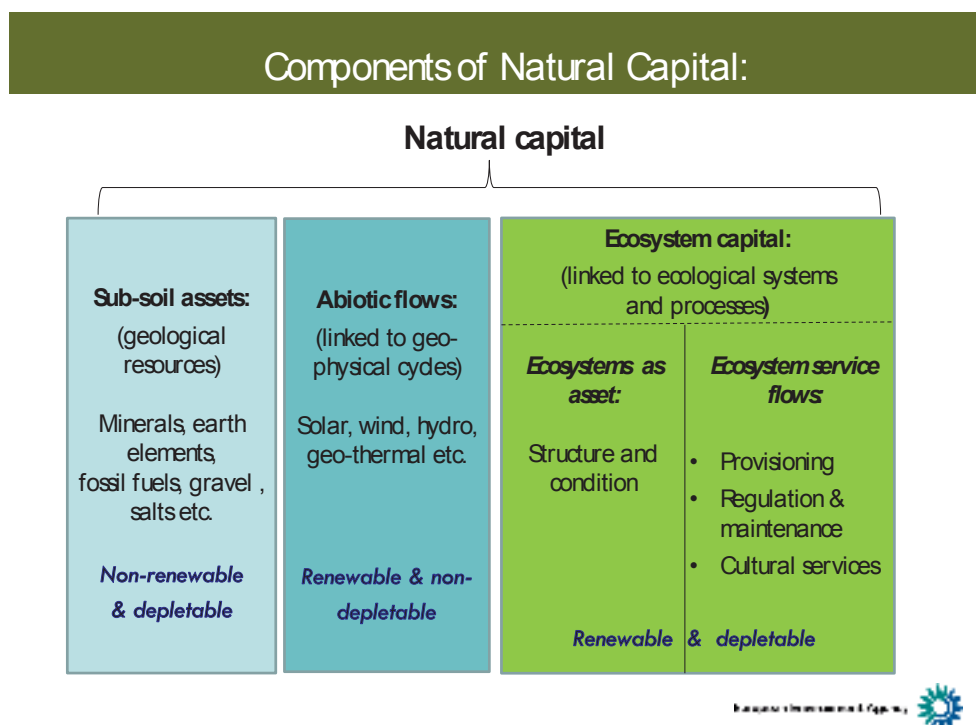 Components of Natural Capital:
Natural capital
Sub-soil assets:
(geological
resources)
Minerals, earth
elements,
fossil fuels, gravel ,
salts etc.
Non-renewable
& depletable
Abiotic flows:
(linked to geo-
physical cycles)
Solar, wind, hydro,
geo-thermal etc.
Renewable & non-
depletable
Ecosystem capital:
(linked to ecological systems
and processes)
Ecosystems as
asset:
Structure and
condition
Ecosystem service
flows:
• Provisioning
• Regulation &
maintenance
• Cultural services
Renewable & depletable
European Environment Agency